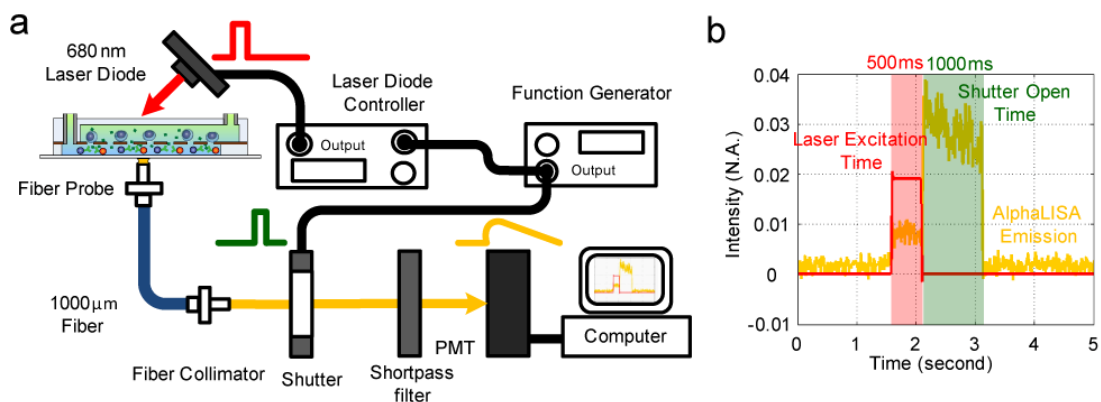 a
680 nm
Laser Diode
Laser Diode
Controller
Function Generator
Output
Output
Fiber Probe
1000μm
Fiber
Fiber Collimator
Shutter
Shortpass
filter
PMT
Computer
b
500ms
1000ms
Shutter Open
Time
Laser Excitation
Time
AlphaLISA
Emission
Intensity (N.A.)
0.04
0.03
0.02
0.01
0
-0.01
0
1
2
3
4
5
Time (second)